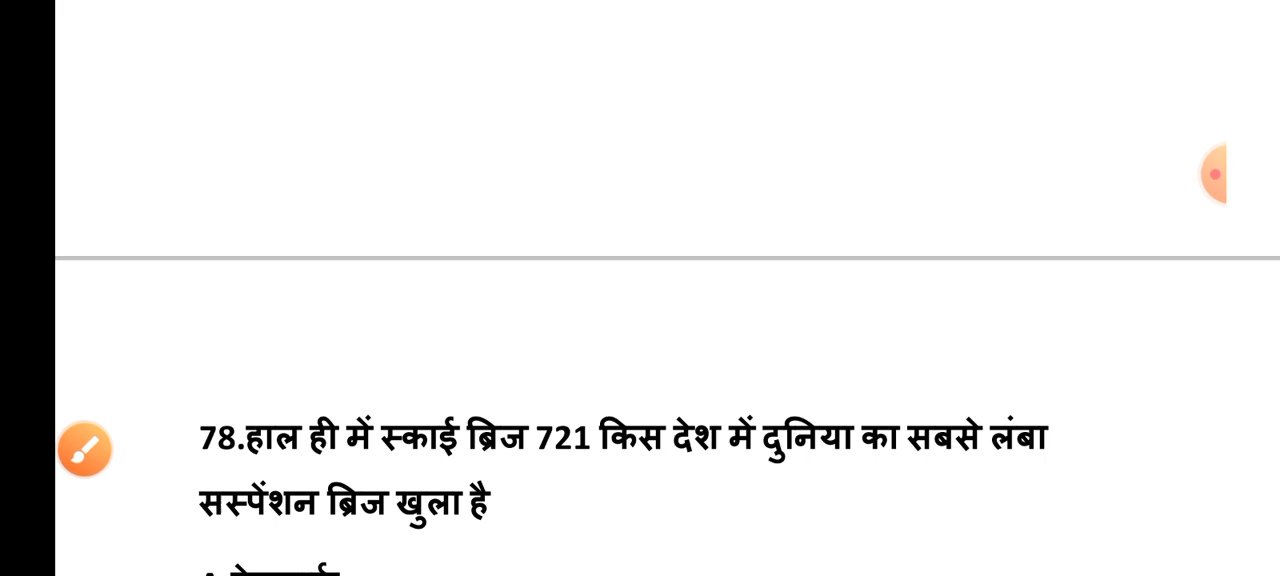 78.हाल ही में स्काई ब्रिज 721 किस देश में दुनिया का सबसे लंबा
सस्पेंशन ब्रिज खुला है